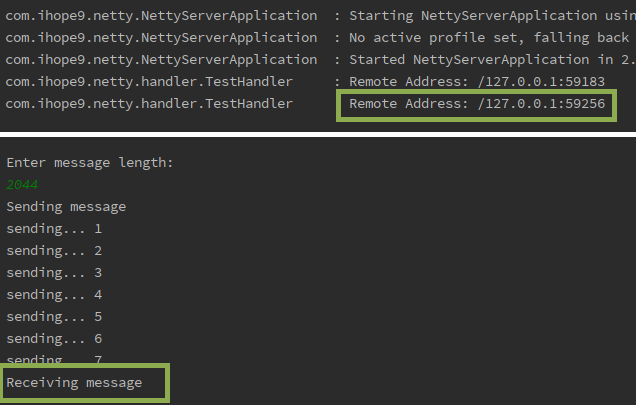 com.ihope9.netty.NettyServerApplication : Starting NettyServerApplication usin
com.ihope9.netty.NettyServerApplication : No active profile set, falling back
com.ihope9.netty.NettyServerApplication : Started NettyServerApplication in 2.
com.ihope9.netty.handler.TestHandler : Remote Address: /127.0.0.1:59183
com.ihope9.netty.handler.TestHandler Remote Address: /127.0.0.1:59256
Enter message length:
2044
Sending message
sending... 1
sending... 2
sending... 3
sending... 4
sending... 5
sending... 6
sending... 7
Receiving message